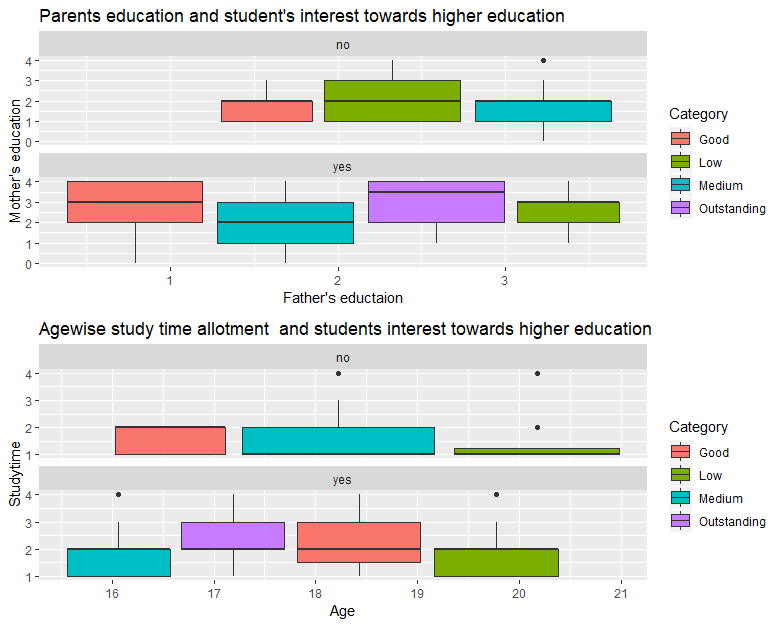 Parents education and student's interest towards higher education
no
4
3
2
1
0
yes
4
3
2
1
0
Mother's education
1 2 3
Father's eductaion
Category
Good
Low
Medium
Outstanding
Agewise study time allotment  and students interest towards higher education
no
4
3
2
1
yes
4
3
2
1
Studytime
16 17 18 19 20 21
Age
Category
Good
Low
Medium
Outstanding